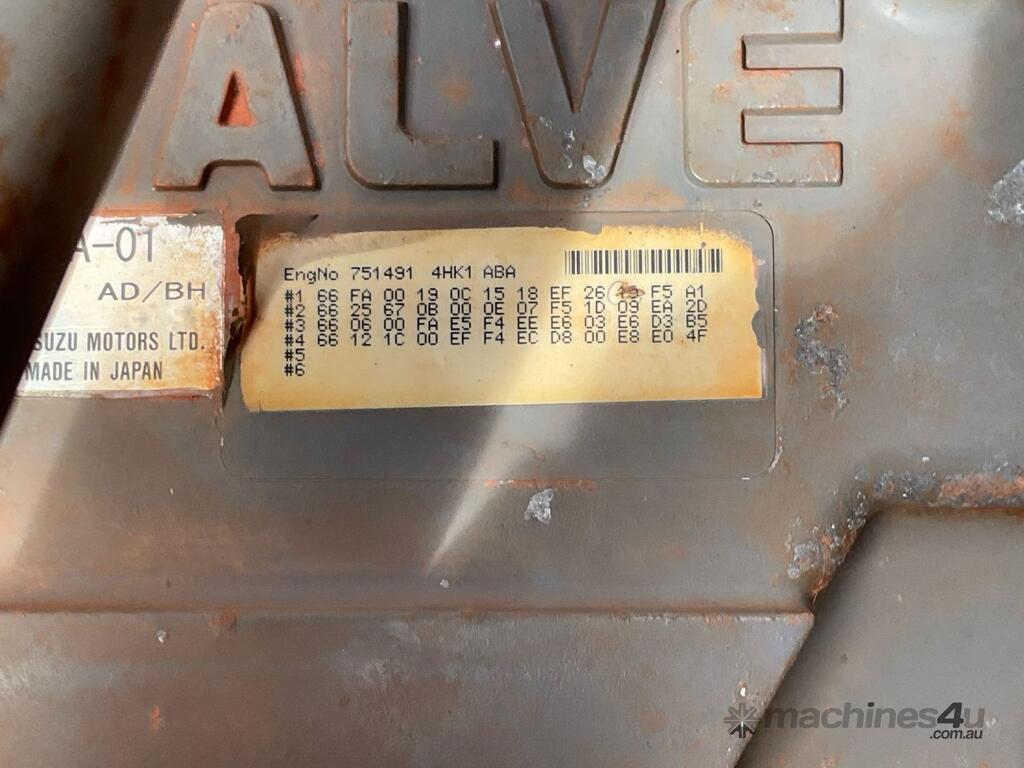 ALVE
A-01
AD/BH
SUZU MOTORS LTD.
MADE IN JAPAN
EngNo 751491 4HK1 ABA
#1 66 FA 00 19 0C 15 18 EF 26 F5 A1
#2 66 25 67 0B 00 0E 07 F5 1D 09 EA 2D
#3 66 06 00 FA E5 F4 EE E6 03 E6 D3 B5
#4 66 12 1C 00 EF F4 EC D8 00 E8 E0 4F
#5
#6
machines4u
.com.au